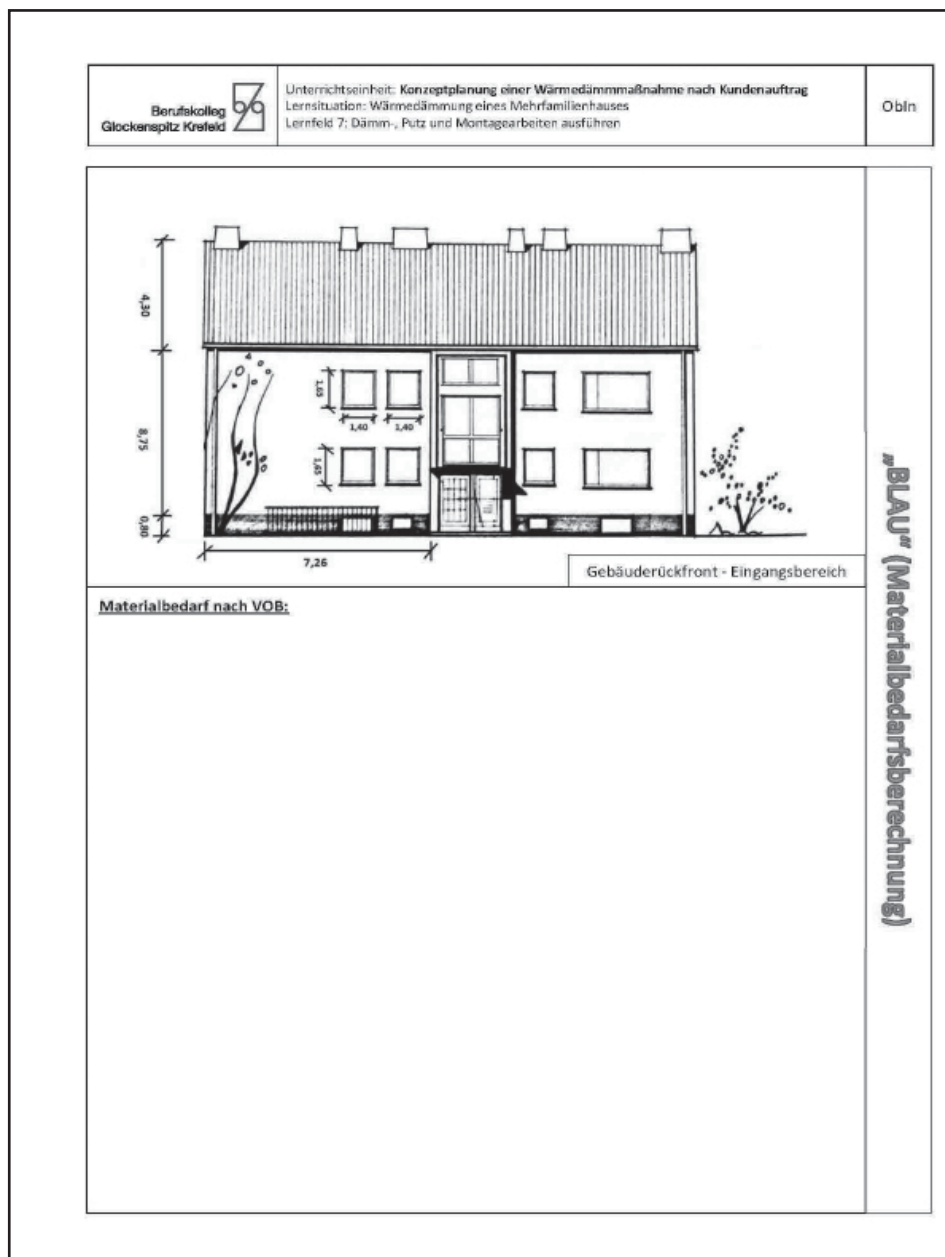 Berufskolleg
Glockenspitz Krefeld
Unterrichtseinheit: Konzeptplanung einer Wärmedämmmaßnahme nach Kundenauftrag
Lernsituation: Wärmedämmung eines Mehrfamilienhauses
Lernfeld 7: Dämm-, Putz und Montagearbeiten ausführen
ObIn
4,30
8,75
0,80
1,65
1,40
1,40
1,65
7,26
Gebäuderückfront - Eingangsbereich
Materialbedarf nach VOB:
„BLAU“ (Materialbedarfsberechnung)